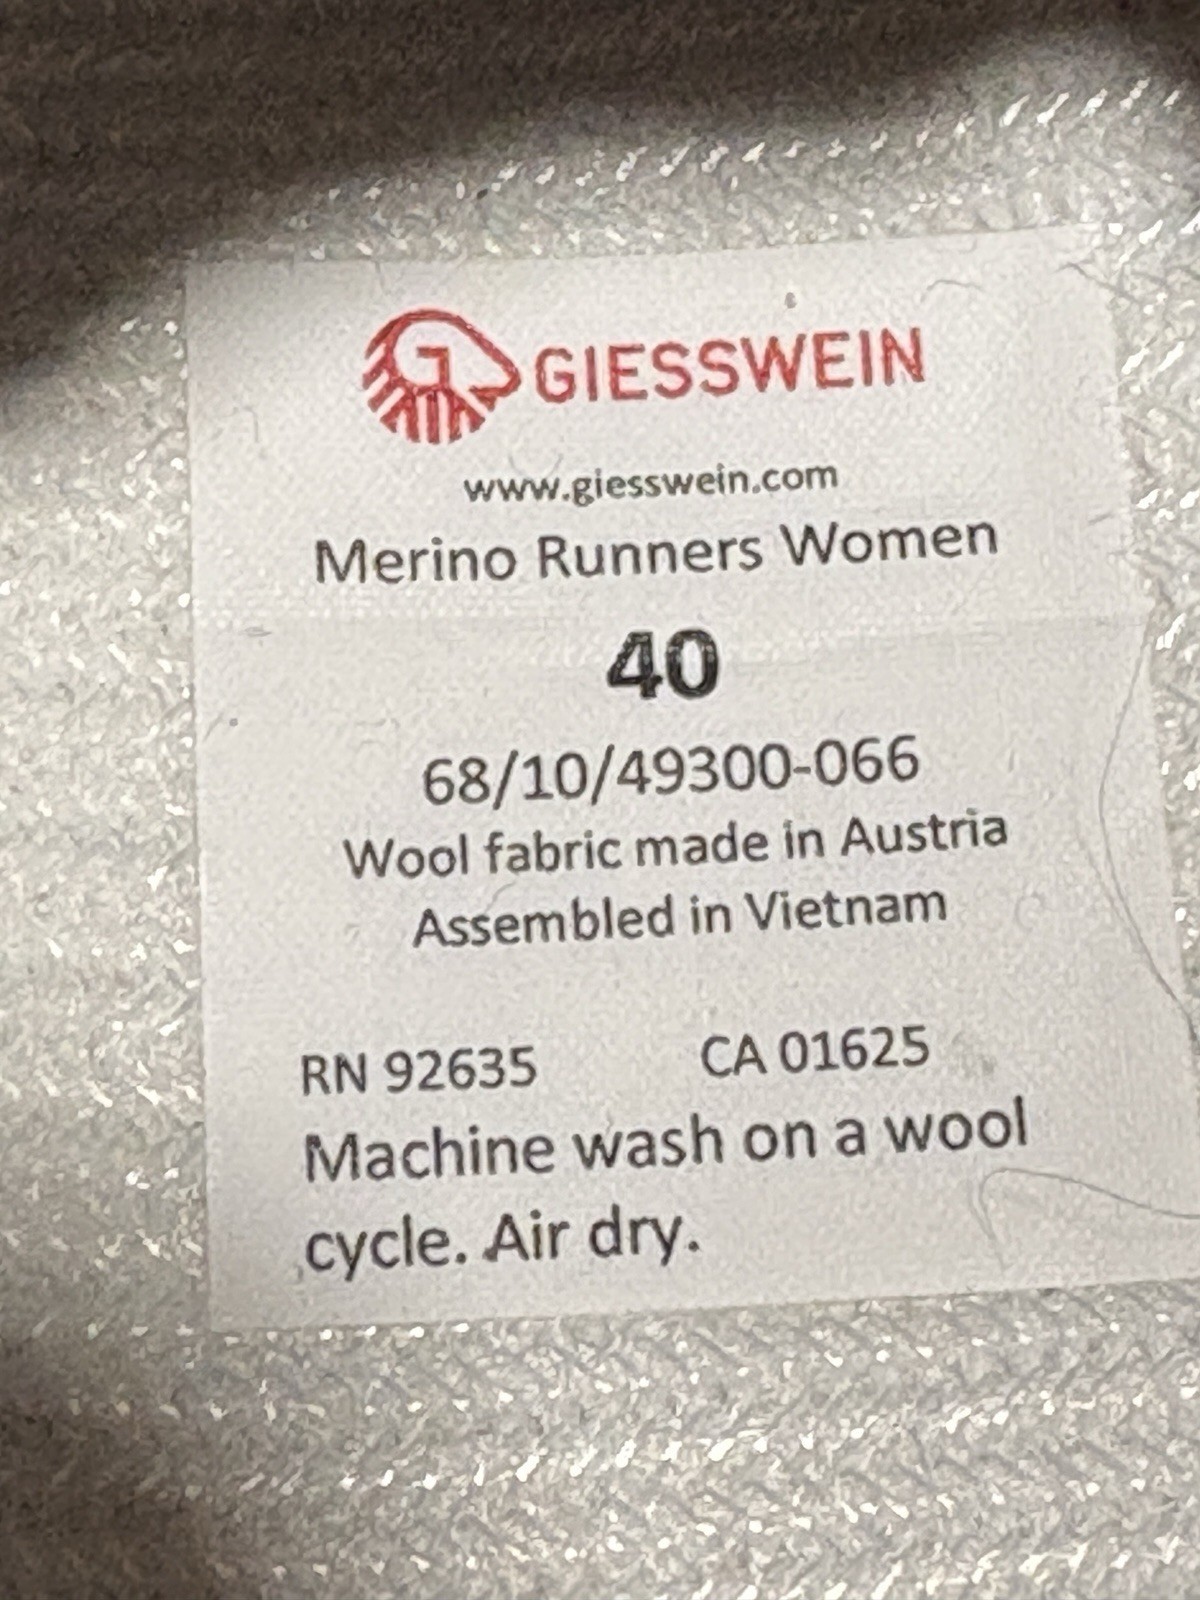 GIESSWEIN
www.giesswein.com
Merino Runners Women
40
68/10/49300-066
Wool fabric made in Austria
Assembled in Vietnam
RN 92635 CA 01625
Machine wash on a wool
cycle. Air dry.